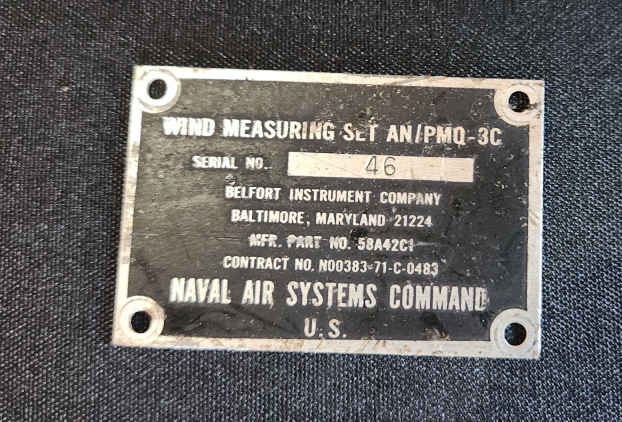 WIND MEASURING SET AN/PMQ-3C
SERIAL NO. 46
BELFORT INSTRUMENT COMPANY
BALTIMORE, MARYLAND 21224
MFR. PART NO. 58A42C1
CONTRACT NO. N00383-71-C-0483
NAVAL AIR SYSTEMS COMMAND
U.S.